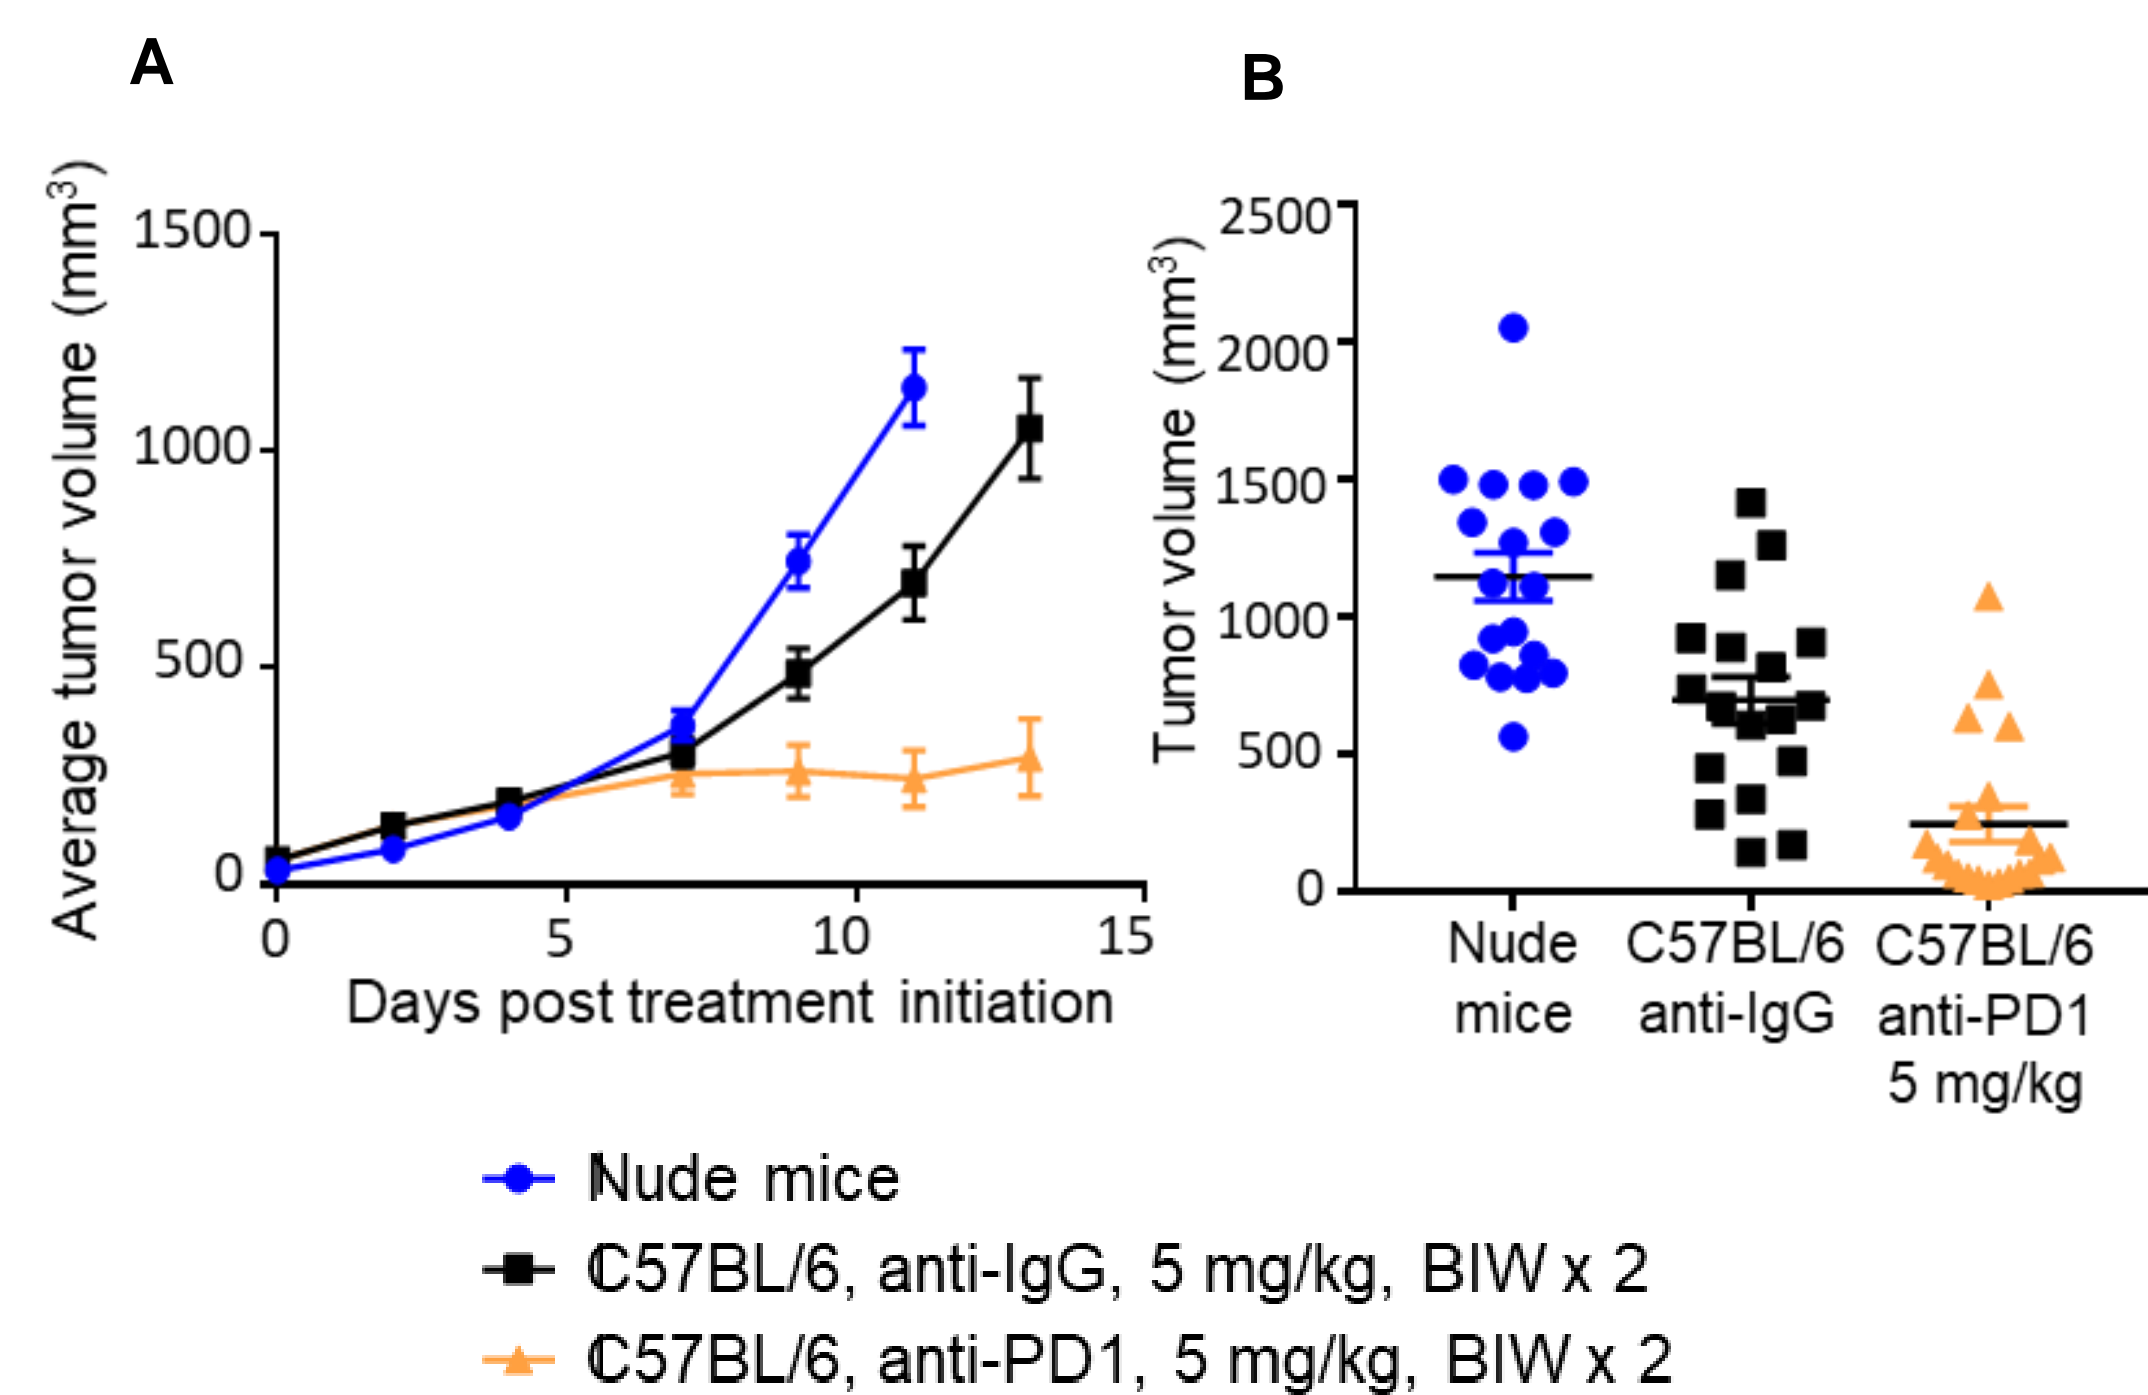 A
Average tumor volume (mm³)
1500
1000
500
0
0 5 10 15
Days post treatment initiation
B
Tumor volume (mm³)
2500
2000
1500
1000
500
0
Nude mice
C57BL/6 anti-IgG
C57BL/6 anti-PD1 5 mg/kg
Nude mice
C57BL/6, anti-IgG, 5 mg/kg, BIW x 2
C57BL/6, anti-PD1, 5 mg/kg, BIW x 2